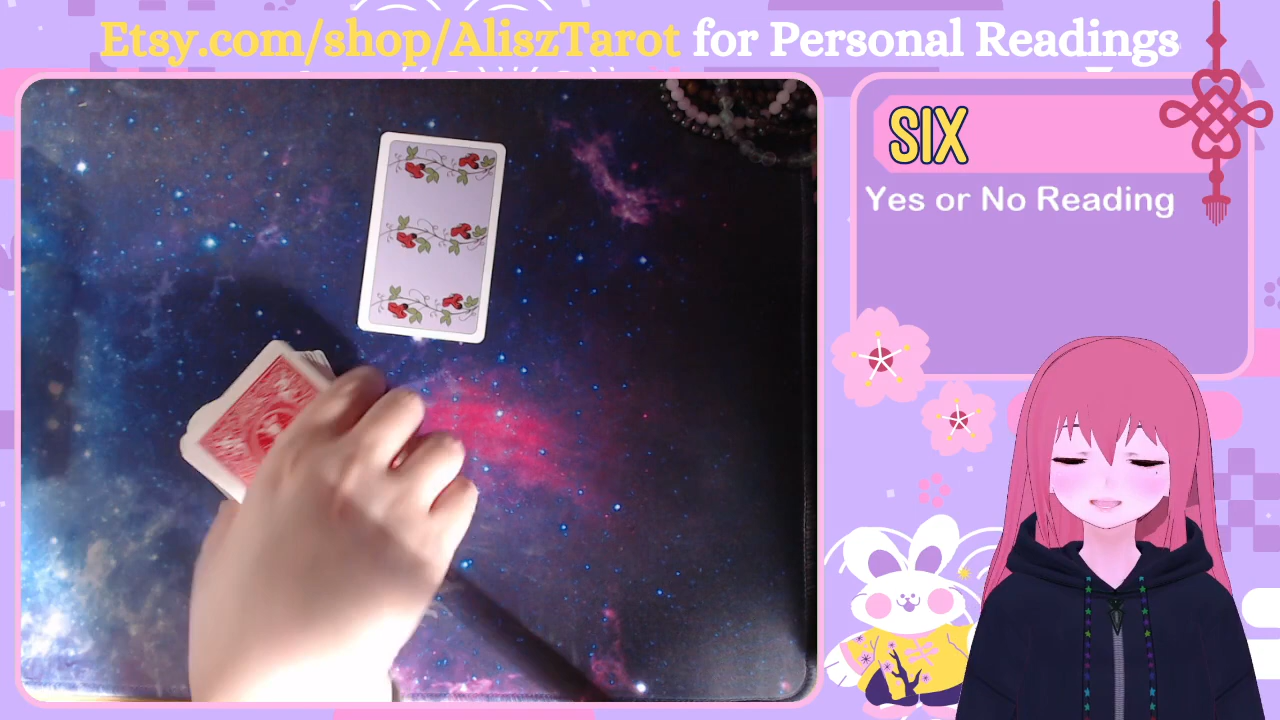 Etsy.com/shop/AliszTarot for Personal Readings
SIX
Yes or No Reading